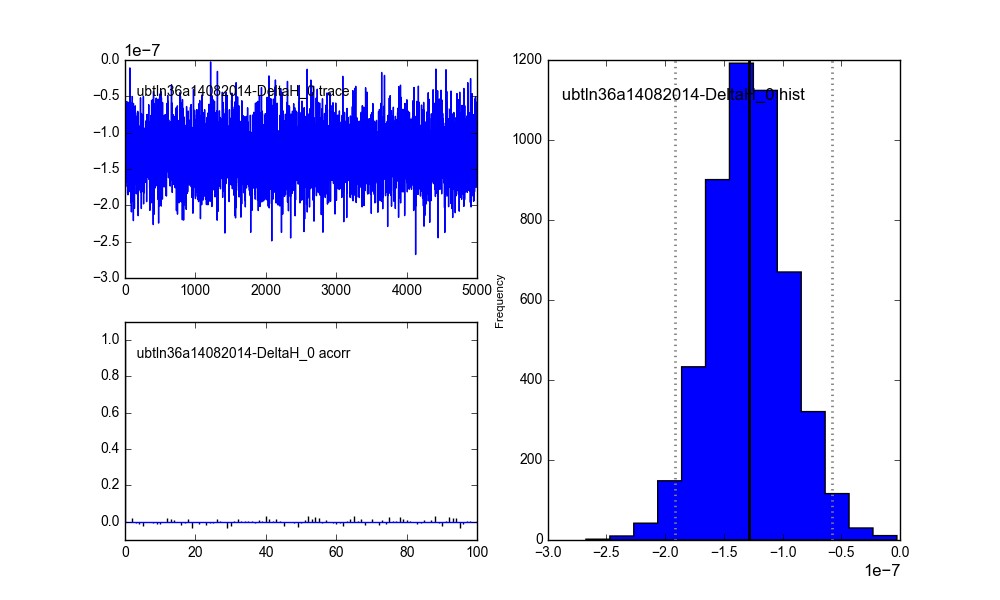 1e−7
0.0
−0.5
−1.0
−1.5
−2.0
−2.5
−3.0
ubtln36a14082014-DeltaH_0 trace
0 1000 2000 3000 4000 5000
1.0
0.8
0.6
0.4
0.2
0.0
ubtln36a14082014-DeltaH_0 acorr
0 20 40 60 80 100
Frequency
1200
1000
800
600
400
200
0
ubtln36a14082014-DeltaH_0 hist
−3.0 −2.5 −2.0 −1.5 −1.0 −0.5 0.0
1e−7